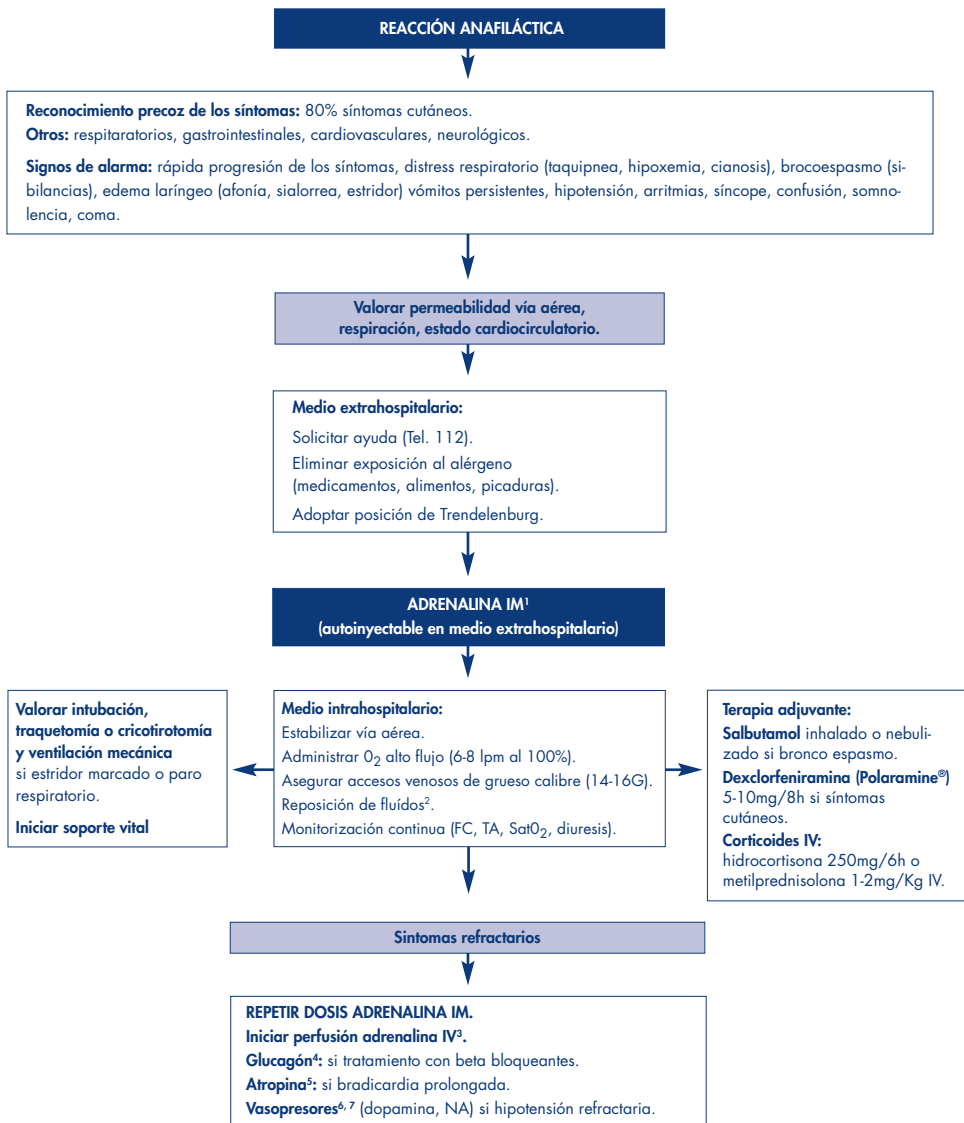 REACCIÓN ANAFILÁCTICA
Reconocimiento precoz de los síntomas: 80% síntomas cutáneos.
Otros: respitaratorios, gastrointestinales, cardiovasculares, neurológicos.
Signos de alarma: rápida progresión de los síntomas, distress respiratorio (taquipnea, hipoxemia, cianosis), brocoespasmo (si-
bilancias), edema laríngeo (afonía, sialorrea, estridor) vómitos persistentes, hipotensión, arritmias, síncope, confusión, somno-
lencia, coma.
Valorar permeabilidad vía aérea,
respiración, estado cardiocirculatorio.
Medio extrahospitalario:
Solicitar ayuda (Tel. 112).
Eliminar exposición al alérgeno
(medicamentos, alimentos, picaduras).
Adoptar posición de Trendelenburg.
ADRENALINA IM¹
(autoinyectable en medio extrahospitalario)
Valorar intubación,
traquetomía o cricotirotomía
y ventilación mecánica
si estridor marcado o paro
respiratorio.
Iniciar soporte vital
Medio intrahospitalario:
Estabilizar vía aérea.
Administrar 0₂ alto flujo (6-8 lpm al 100%).
Asegurar accesos venosos de grueso calibre (14-16G).
Reposición de fluídos².
Monitorización continua (FC, TA, Sat0₂, diuresis).
Terapia adjuvante:
Salbutamol inhalado o nebuli-
zado si bronco espasmo.
Dexclorfeniramina (Polaramine®)
5-10mg/8h si síntomas
cutáneos.
Corticoides IV:
hidrocortisona 250mg/6h o
metilprednisolona 1-2mg/Kg IV.
Sintomas refractarios
REPETIR DOSIS ADRENALINA IM.
Iniciar perfusión adrenalina IV³.
Glucagón⁴: si tratamiento con beta bloqueantes.
Atropina⁵: si bradicardia prolongada.
Vasopresores⁶,⁷ (dopamina, NA) si hipotensión refractaria.